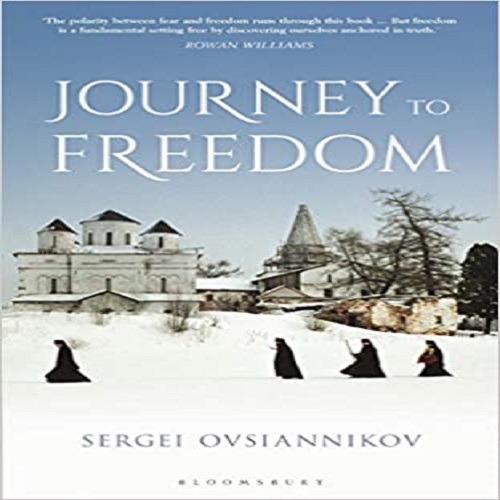 'The polarity between fear and freedom runs through this book ... But freedom
is a fundamental setting free by discovering ourselves anchored in truth.'
ROWAN WILLIAMS
JOURNEY TO
FREEDOM
SERGEI OVSIANNIKOV
BLOOMSBURY